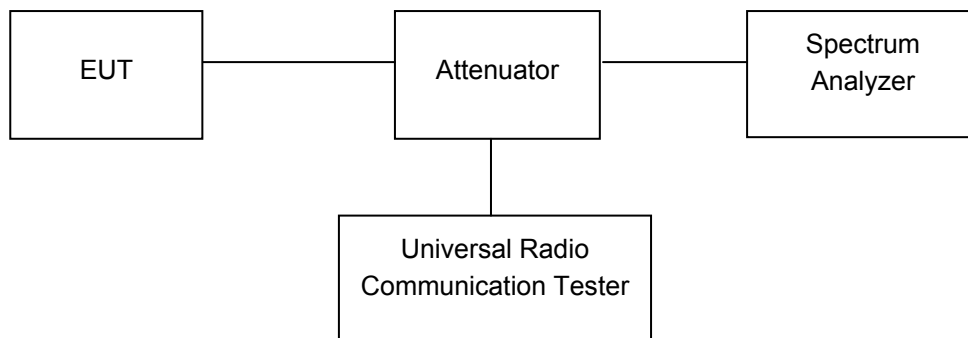 EUT
Attenuator
Spectrum
Analyzer
Universal Radio
Communication Tester